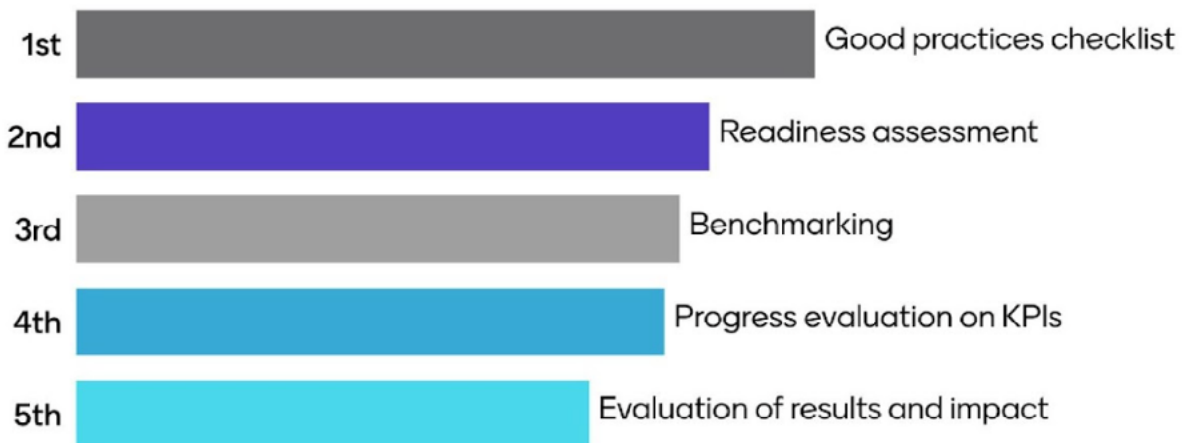 1st Good practices checklist
2nd Readiness assessment
3rd Benchmarking
4th Progress evaluation on KPIs
5th Evaluation of results and impact